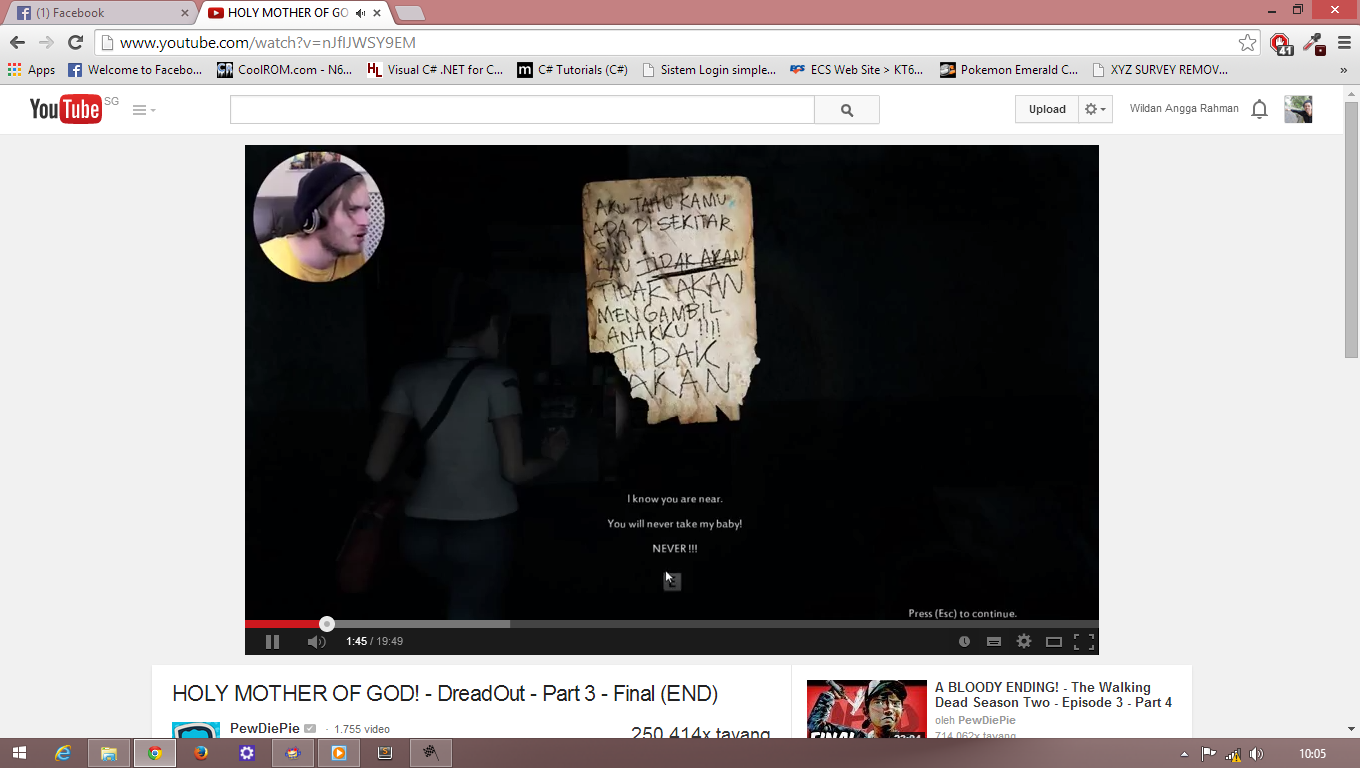 (1) Facebook
HOLY MOTHER OF GO
www.youtube.com/watch?v=nJflJWSY9EM
41
Apps
Welcome to Facebo...
CoolROM.com - N6...
Visual C# .NET for C...
C# Tutorials (C#)
Sistem Login simple...
ECS Web Site > KT6...
Pokemon Emerald C...
XYZ SURVEY REMOV...
»
YouTube SG
Upload
Wildan Angga Rahman
AKU TAHU KAMU
ADA DI SEKITAR
SINI
KAU TIDAK AKAN
TIDAK AKAN
MENGAMBIL
ANAKKU !!!!
TIDAK
AKAN
I know you are near.
You will never take my baby!
NEVER !!!
E
Press (Esc) to continue.
1:45 / 19:49
HOLY MOTHER OF GOD! - DreadOut - Part 3 - Final (END)
PewDiePie · 1.755 video
250.414x tayang
A BLOODY ENDING! - The Walking
Dead Season Two - Episode 3 - Part 4
oleh PewDiePie
714.062x tayang
FINAL
23:24
10:05